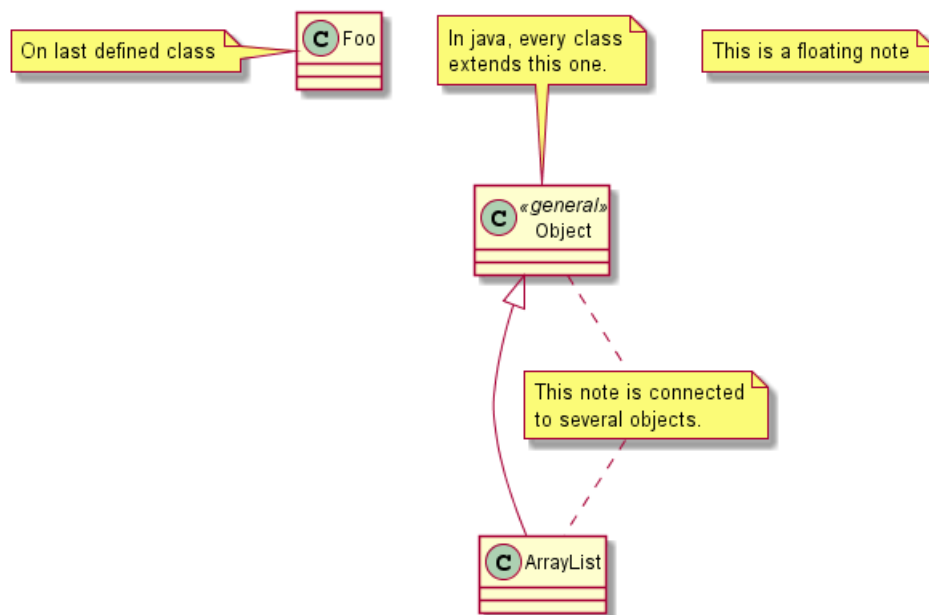 On last defined class
C Foo
In java, every class
extends this one.
This is a floating note
C «general»
Object
This note is connected
to several objects.
C ArrayList